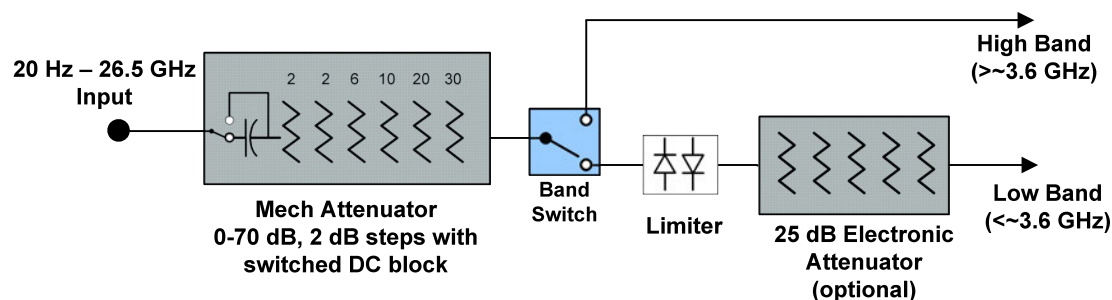 20 Hz – 26.5 GHz
Input
2 2 6 10 20 30
Mech Attenuator
0-70 dB, 2 dB steps with
switched DC block
Band
Switch
Limiter
25 dB Electronic
Attenuator
(optional)
High Band
(>~3.6 GHz)
Low Band
(<~3.6 GHz)